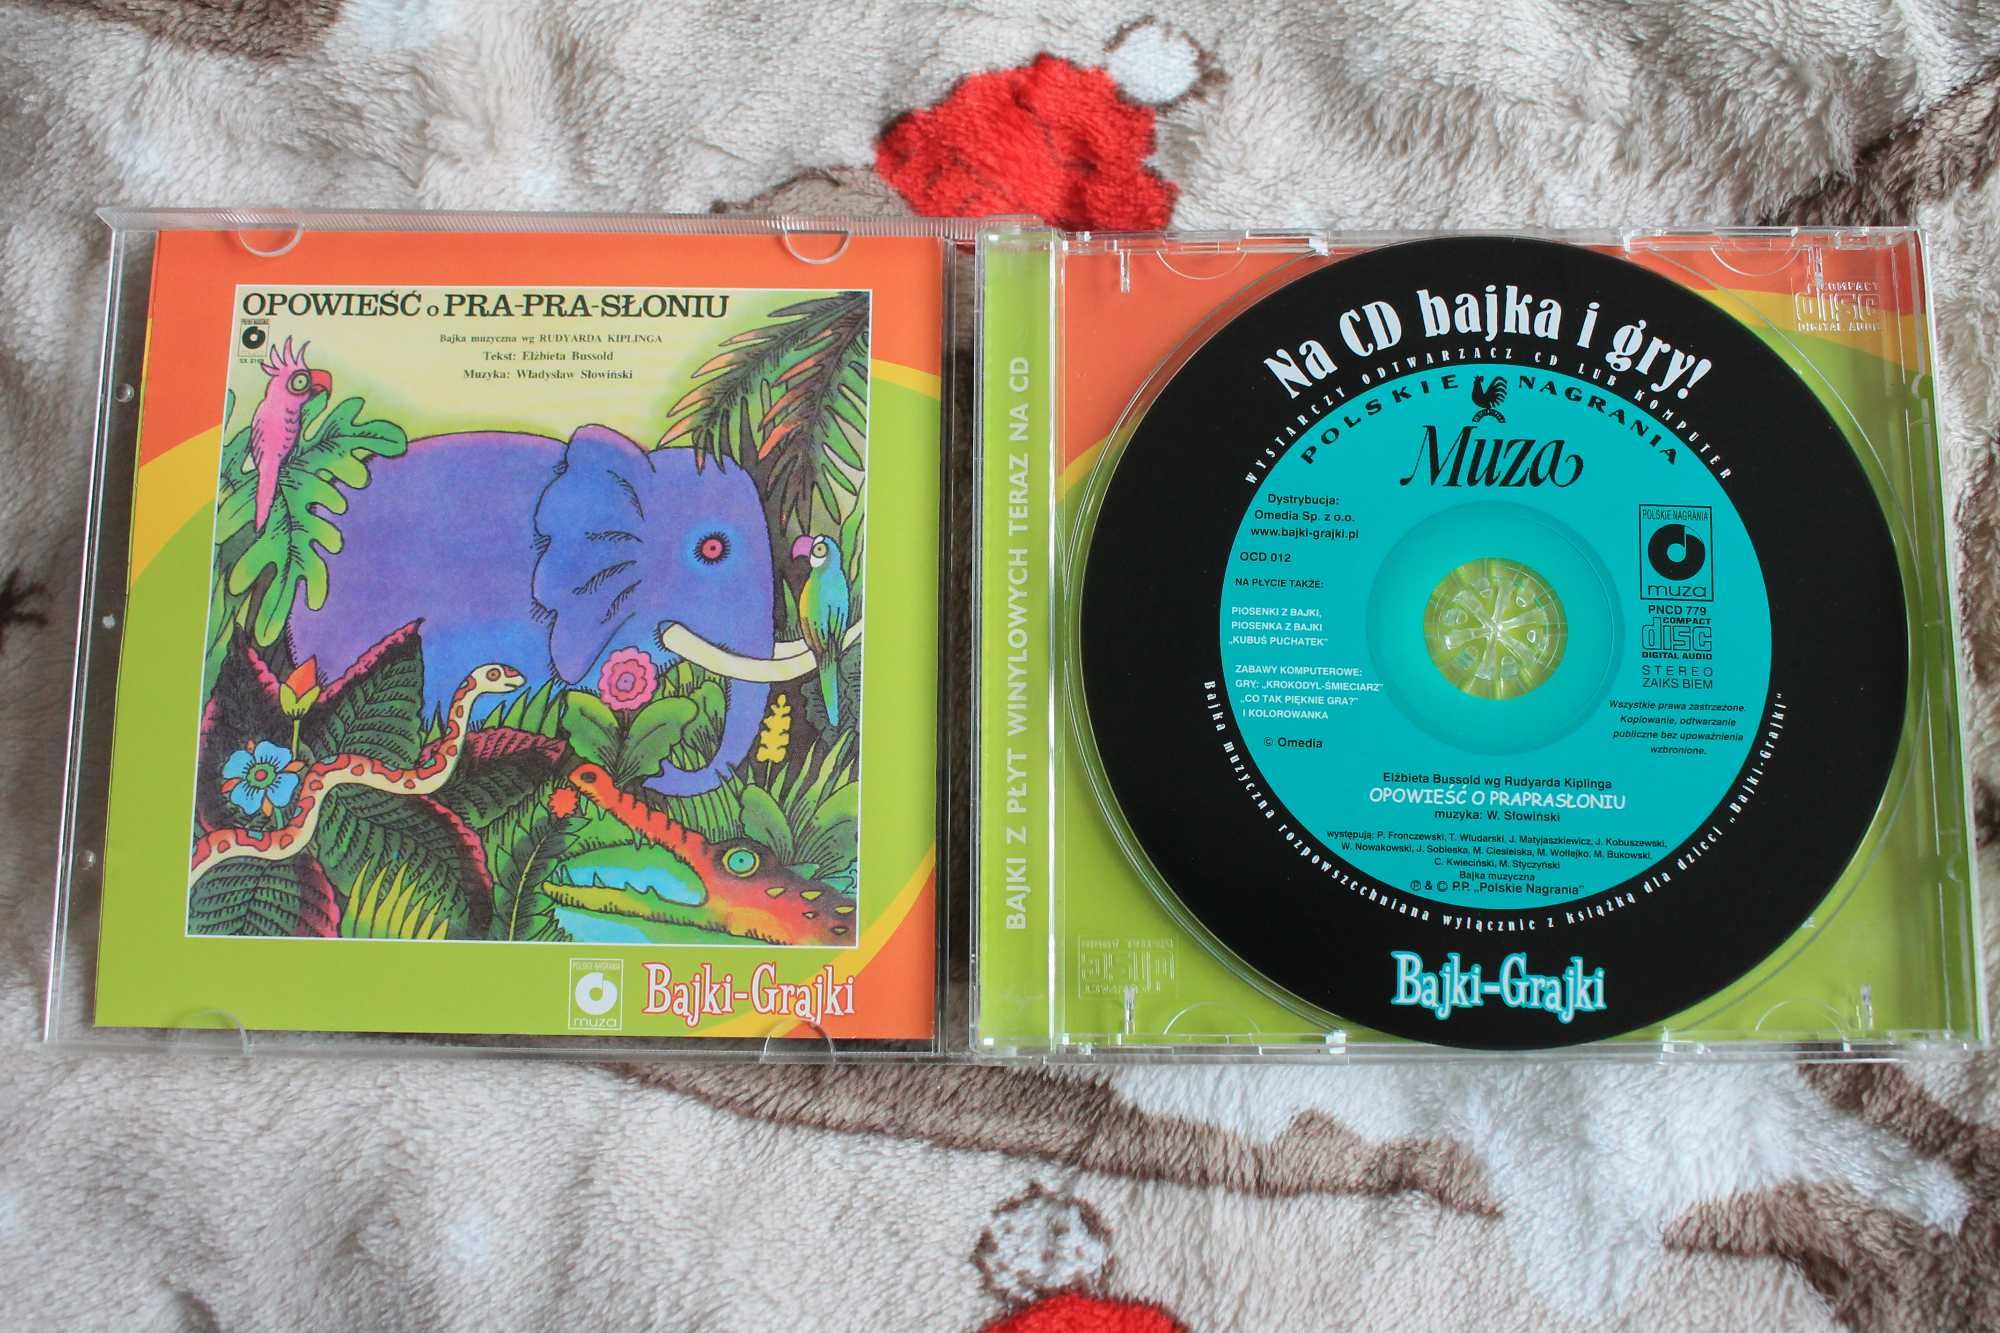 OPOWIEŚĆ o PRA-PRA-SŁONIU
Bajka muzyczna wg RUDYARDA KIPLINGA
Tekst: Elżbieta Bussold
Muzyka: Władysław Słowiński
POLSKIE NAGRANIA
muza
Bajki-Grajki
BAJKI Z PŁYT WINYLOWYCH TERAZ NA CD
Na CD bajka i gry!
WYSTARCZY ODTWARZACZ CD LUB KOMPUTER
POLSKIE NAGRANIA
Muza
Dystrybucja:
Omedia Sp. z o.o.
www.bajki-grajki.pl
OCD 012
NA PŁYCIE TAKŻE:
PIOSENKI Z BAJKI,
PIOSENKA Z BAJKI
„KUBUŚ PUCHATEK"
ZABAWY KOMPUTEROWE:
GRY: „KROKODYL-ŚMIECIARZ"
„CO TAK PIĘKNIE GRA?"
I KOLOROWANKA
© Omedia
POLSKIE NAGRANIA
muza
PNCD 779
COMPACT
disc
DIGITAL AUDIO
STEREO
ZAIKS BIEM
Wszystkie prawa zastrzeżone.
Kopiowanie, odtwarzanie
publiczne bez upoważnienia
wzbronione.
Elżbieta Bussold wg Rudyarda Kiplinga
OPOWIEŚĆ O PRAPRASŁONIU
muzyka: W. Słowiński
występują: P. Fronczewski, T. Włudarski, J. Matyjaszkiewicz, J. Kobuszewski,
W. Nowakowski, J. Sobieska, M. Ciesielska, M. Wołłejko, M. Bukowski,
C. Kwieciński, M. Styczyński
Bajka muzyczna
℗ & © P.P. „Polskie Nagrania"
Bajka muzyczna rozpowszechniana wyłącznie z książką dla dzieci „Bajki-Grajki"
Bajki-Grajki
COMPACT
disc
DIGITAL AUDIO